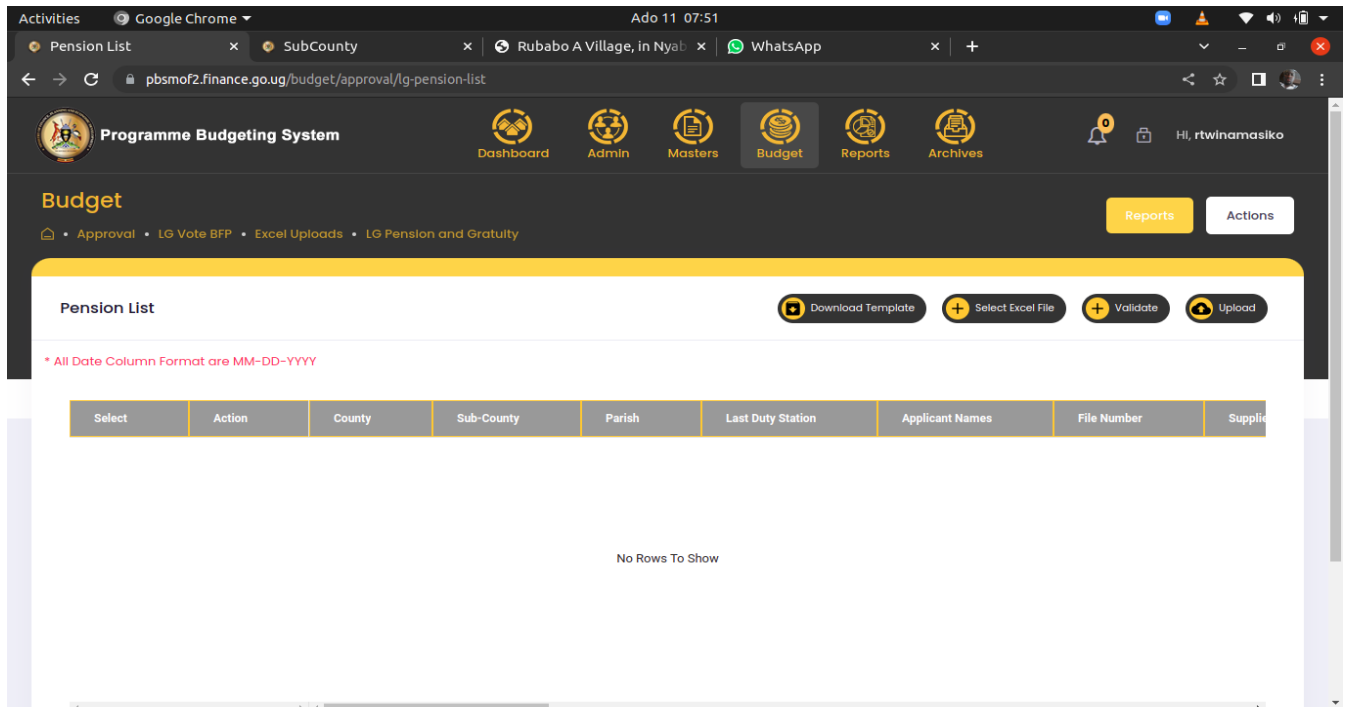 Activities Google Chrome Ado 11 07:51
Pension List SubCounty Rubabo A Village, in Nyab WhatsApp
pbsmof2.finance.go.ug/budget/approval/lg-pension-list
Programme Budgeting System
Dashboard Admin Masters Budget Reports Archives
0
Hi, rtwinamasiko
Budget
Approval • LG Vote BFP • Excel Uploads • LG Pension and Gratuity
Reports Actions
Pension List
Download Template Select Excel File Validate Upload
* All Date Column Format are MM-DD-YYYY
Select Action County Sub-County Parish Last Duty Station Applicant Names File Number Supplie
No Rows To Show